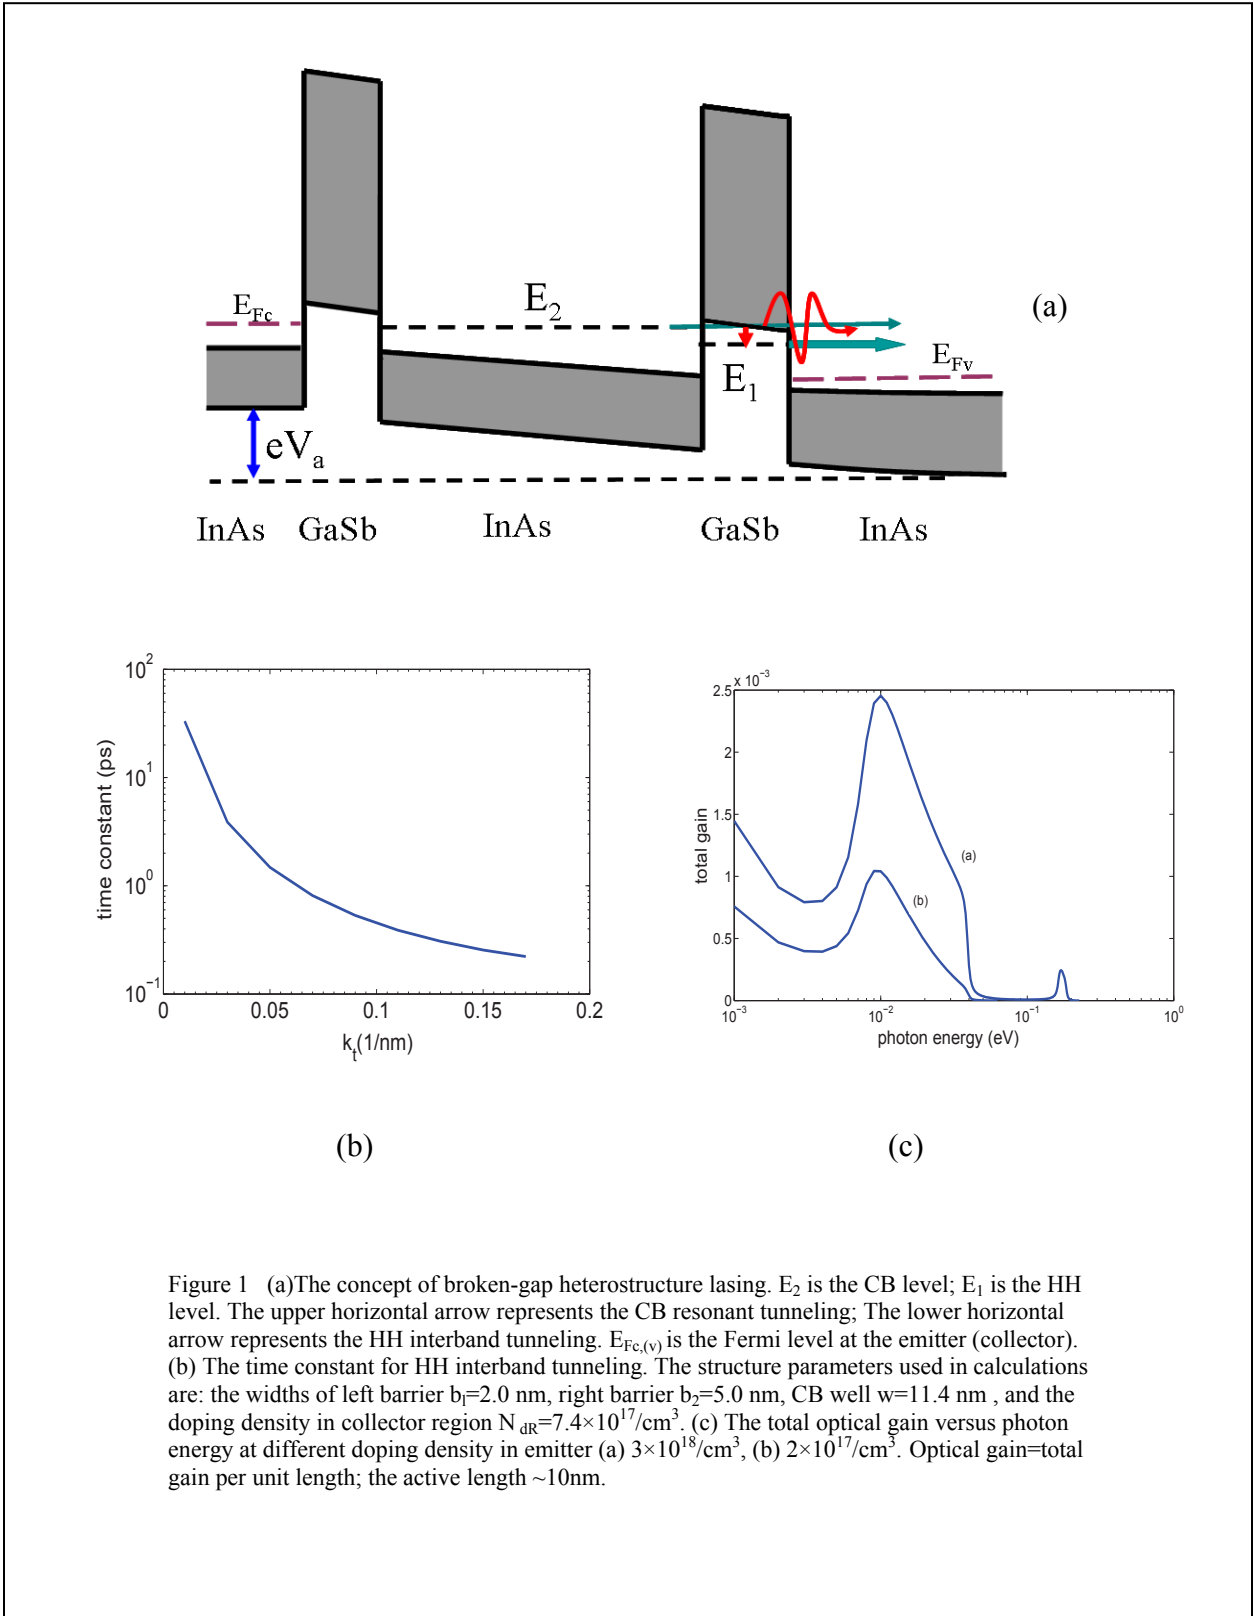 E_Fc
E_2
(a)
E_1
E_Fv
eV_a
InAs GaSb InAs GaSb InAs
10^2
10^1
10^0
10^−1
time constant (ps)
0 0.05 0.1 0.15 0.2
k_t(1/nm)
(b)
× 10^−3
2.5
2
1.5
1
0.5
0
total gain
(a)
(b)
10^−3 10^−2 10^−1 10^0
photon energy (eV)
(c)
Figure 1 (a)The concept of broken-gap heterostructure lasing. E_2 is the CB level; E_1 is the HH
level. The upper horizontal arrow represents the CB resonant tunneling; The lower horizontal
arrow represents the HH interband tunneling. E_Fc,(v) is the Fermi level at the emitter (collector).
(b) The time constant for HH interband tunneling. The structure parameters used in calculations
are: the widths of left barrier b_l=2.0 nm, right barrier b_2=5.0 nm, CB well w=11.4 nm , and the
doping density in collector region N_dR=7.4×10^17/cm^3. (c) The total optical gain versus photon
energy at different doping density in emitter (a) 3×10^18/cm^3, (b) 2×10^17/cm^3. Optical gain=total
gain per unit length; the active length ~10nm.